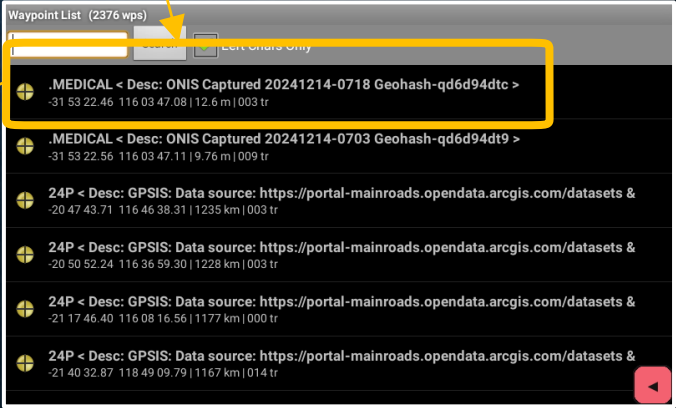 Waypoint List (2376 wps)
Left Chars Only
.MEDICAL < Desc: ONIS Captured 20241214-0718 Geohash-qd6d94dtc >
-31 53 22.46 116 03 47.08 | 12.6 m | 003 tr
.MEDICAL < Desc: ONIS Captured 20241214-0703 Geohash-qd6d94dt9 >
-31 53 22.56 116 03 47.11 | 9.76 m | 009 tr
24P < Desc: GPSIS: Data source: https://portal-mainroads.opendata.arcgis.com/datasets &
-20 47 43.71 116 46 38.31 | 1235 km | 003 tr
24P < Desc: GPSIS: Data source: https://portal-mainroads.opendata.arcgis.com/datasets &
-20 50 52.24 116 36 59.30 | 1228 km | 003 tr
24P < Desc: GPSIS: Data source: https://portal-mainroads.opendata.arcgis.com/datasets &
-21 17 46.40 116 08 16.56 | 1177 km | 000 tr
24P < Desc: GPSIS: Data source: https://portal-mainroads.opendata.arcgis.com/datasets &
-21 40 32.87 118 49 09.79 | 1167 km | 014 tr